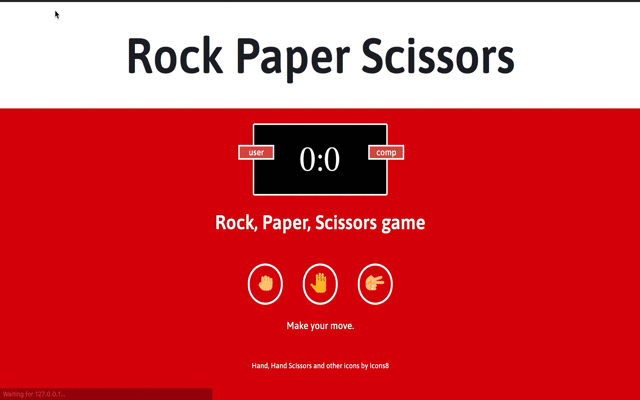 Rock Paper Scissors
user
0:0
comp
Rock, Paper, Scissors game
Make your move.
Hand, Hand Scissors and other icons by Icons8
Waiting for 127.0.0.1...